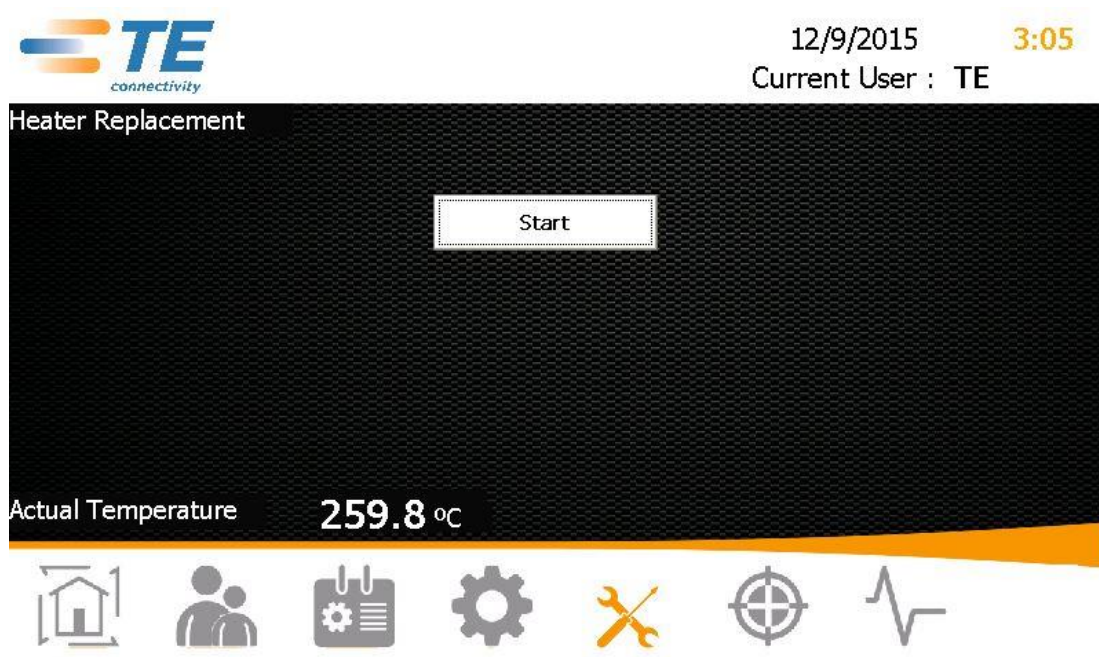 TE
connectivity
12/9/2015 3:05
Current User : TE
Heater Replacement
Start
Actual Temperature 259.8 ºC